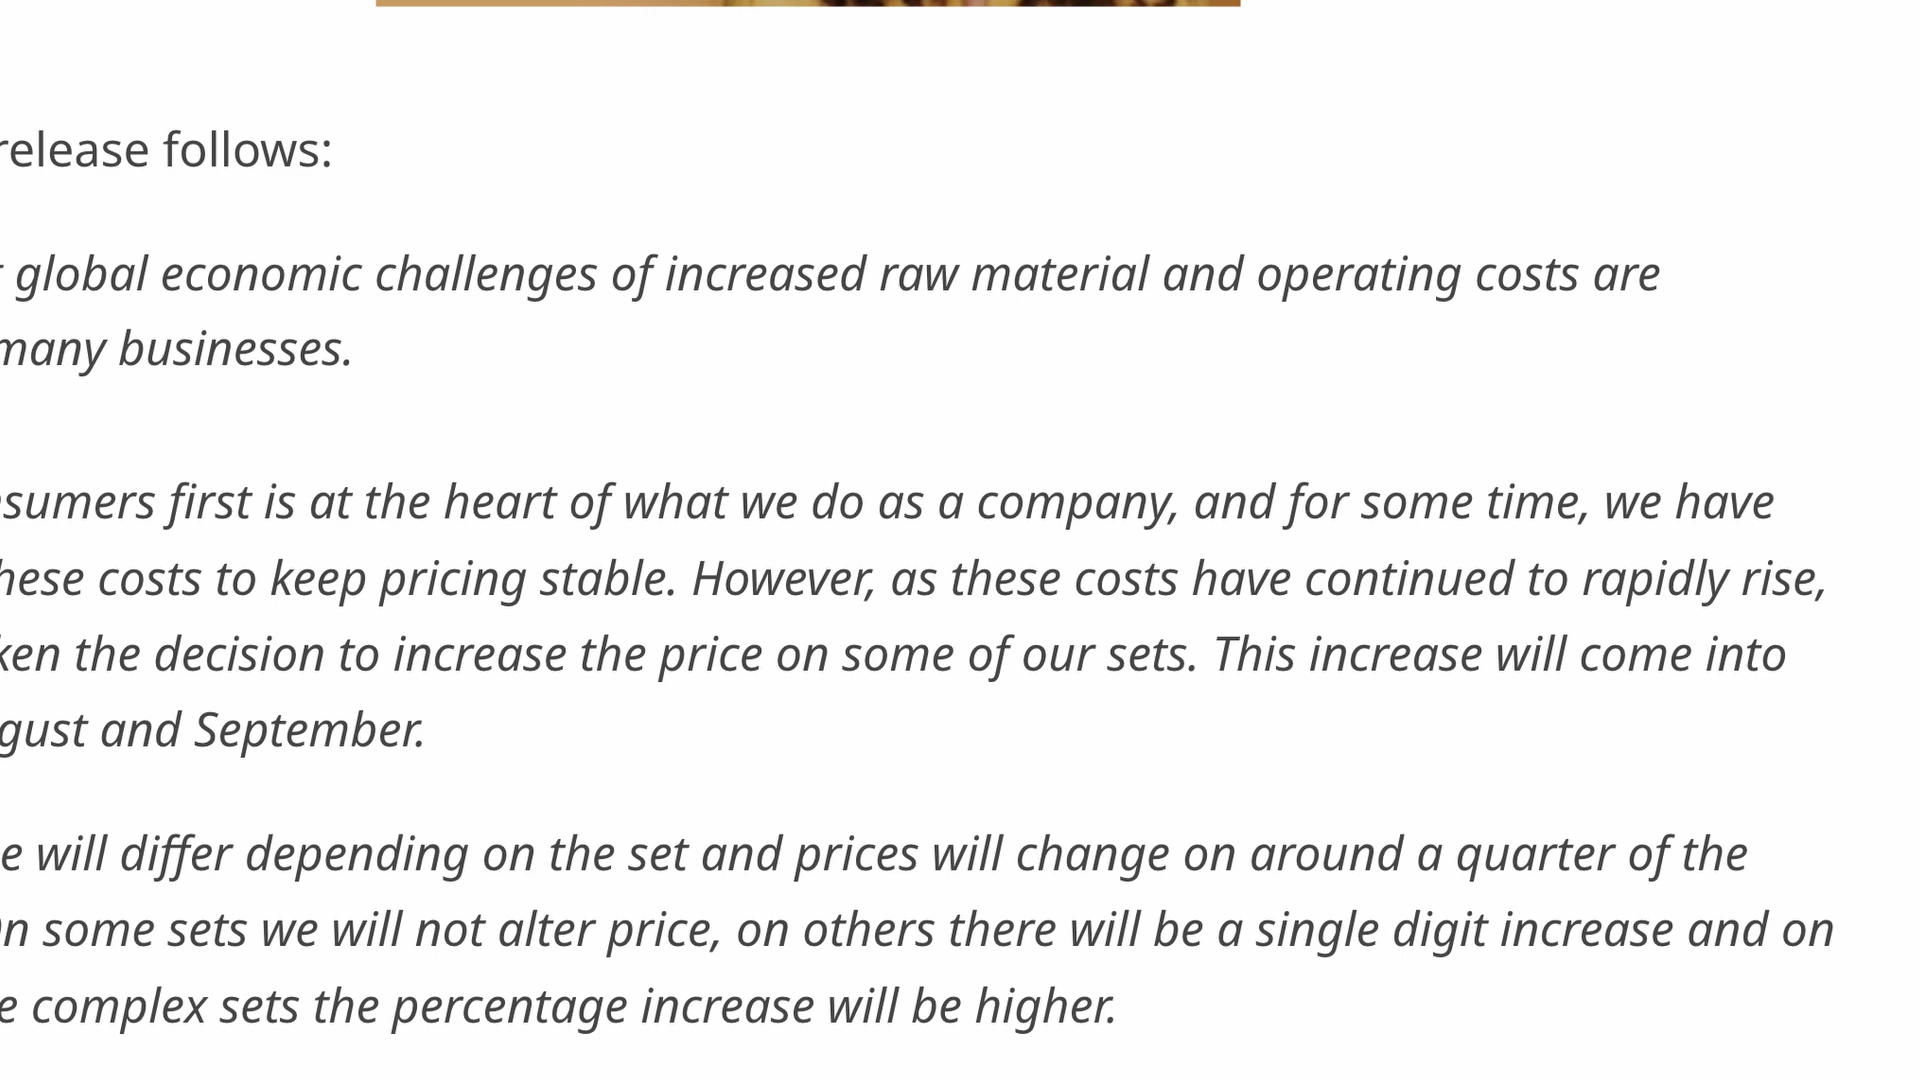 release follows:
global economic challenges of increased raw material and operating costs are
many businesses.
first is at the heart of what we do as a company, and for some time, we have
costs to keep pricing stable. However, as these costs have continued to rapidly rise,
the decision to increase the price on some of our sets. This increase will come into
and September.
will differ depending on the set and prices will change on around a quarter of the
some sets we will not alter price, on others there will be a single digit increase and on
complex sets the percentage increase will be higher.